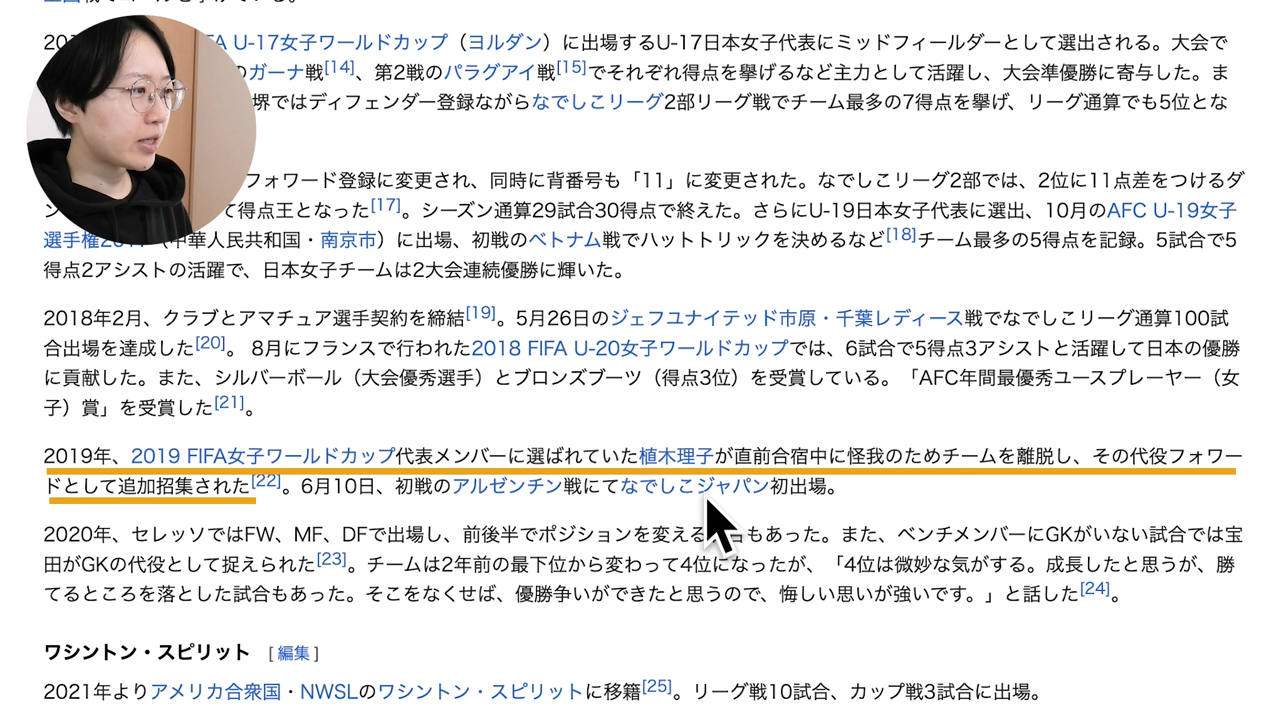 2019 FIFA U-17女子ワールドカップ（ヨルダン）に出場するU-17日本女子代表にミッドフィールダーとして選出される。大会で
のガーナ戦[14]、第2戦のパラグアイ戦[15]でそれぞれ得点を挙げるなど主力として活躍し、大会準優勝に寄与した。ま
堺ではディフェンダー登録ながらなでしこリーグ2部リーグ戦でチーム最多の7得点を挙げ、リーグ通算でも5位とな
フォワード登録に変更され、同時に背番号も「11」に変更された。なでしこリーグ2部では、2位に11点差をつけるダ
て得点王となった[17]。シーズン通算29試合30得点で終えた。さらにU-19日本女子代表に選出、10月のAFC U-19女子
選手権（中華人民共和国・南京市）に出場、初戦のベトナム戦でハットトリックを決めるなど[18]チーム最多の5得点を記録。5試合で5
得点2アシストの活躍で、日本女子チームは2大会連続優勝に輝いた。
2018年2月、クラブとアマチュア選手契約を締結[19]。5月26日のジェフユナイテッド市原・千葉レディース戦でなでしこリーグ通算100試
合出場を達成した[20]。 8月にフランスで行われた2018 FIFA U-20女子ワールドカップでは、6試合で5得点3アシストと活躍して日本の優勝
に貢献した。また、シルバーボール（大会優秀選手）とブロンズブーツ（得点3位）を受賞している。「AFC年間最優秀ユースプレーヤー（女
子）賞」を受賞した[21]。
2019年、2019 FIFA女子ワールドカップ代表メンバーに選ばれていた植木理子が直前合宿中に怪我のためチームを離脱し、その代役フォワー
ドとして追加招集された[22]。6月10日、初戦のアルゼンチン戦にてなでしこジャパン初出場。
2020年、セレッソではFW、MF、DFで出場し、前後半でポジションを変える もあった。また、ベンチメンバーにGKがいない試合では宝
田がGKの代役として捉えられた[23]。チームは2年前の最下位から変わって4位になったが、「4位は微妙な気がする。成長したと思うが、勝
てるところを落とした試合もあった。そこをなくせば、優勝争いができたと思うので、悔しい思いが強いです。」と話した[24]。
ワシントン・スピリット [編集]
2021年よりアメリカ合衆国・NWSLのワシントン・スピリットに移籍[25]。リーグ戦10試合、カップ戦3試合に出場。